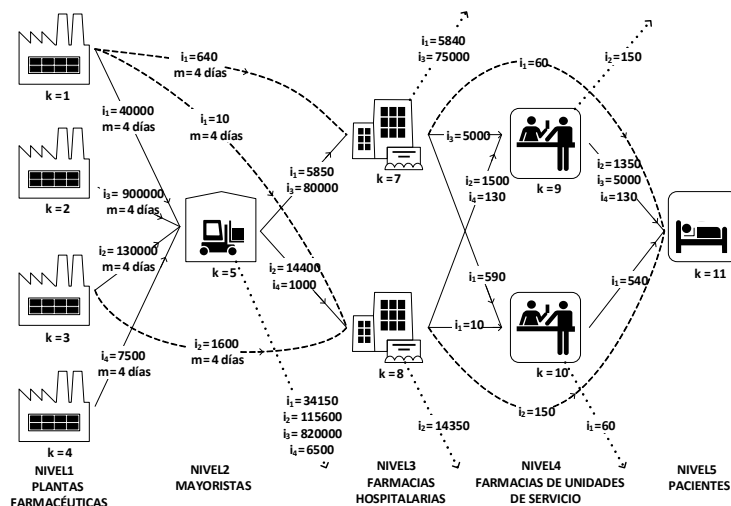 i₁=5840
i₃=75000
i₂=150
i₁=640
m= 4 días
i₁=60
k = 1
i₁=40000
m= 4 días
i₁=10
m= 4 días
i₃=5000
i₂=1500
i₄=130
k = 7
k = 9
i₂=1350
i₃=5000
i₄=130
i₁=5850
i₃=80000
k = 2
i₃= 900000
m= 4 días
i₂=130000
m= 4 días
k = 5
i₂=14400
i₄=1000
i₁=590
i₁=540
k = 11
k = 3
i₂=1600
m= 4 días
i₁=10
k = 8
k = 10
i₄=7500
m= 4 días
i₂=150
i₁=34150
i₂=115600
i₃=820000
i₄=6500
i₂=14350
i₁=60
k = 4
NIVEL1
PLANTAS
FARMACÉUTICAS
NIVEL2
MAYORISTAS
NIVEL3
FARMACIAS
HOSPITALARIAS
NIVEL4
FARMACIAS DE UNIDADES
DE SERVICIO
NIVEL5
PACIENTES